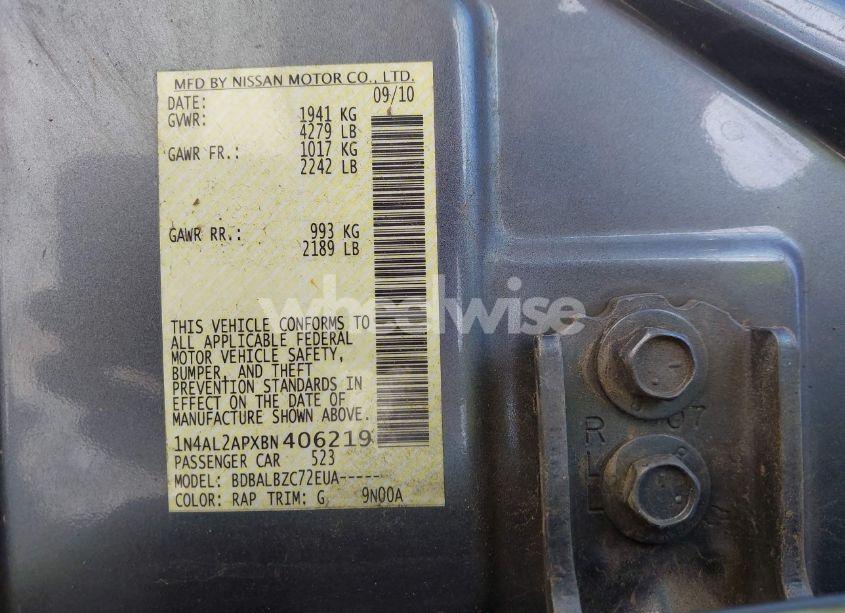 MFD BY NISSAN MOTOR CO., LTD.
DATE: 09/10
GVWR: 1941 KG
4279 LB
GAWR FR.: 1017 KG
2242 LB
GAWR RR.: 993 KG
2189 LB
wheelwise
THIS VEHICLE CONFORMS TO
ALL APPLICABLE FEDERAL
MOTOR VEHICLE SAFETY,
BUMPER, AND THEFT
PREVENTION STANDARDS IN
EFFECT ON THE DATE OF
MANUFACTURE SHOWN ABOVE.
1N4AL2APXBN 406219
PASSENGER CAR 523
MODEL: BDBALBZC72EUA-----
COLOR: RAP TRIM: G 9N00A
07